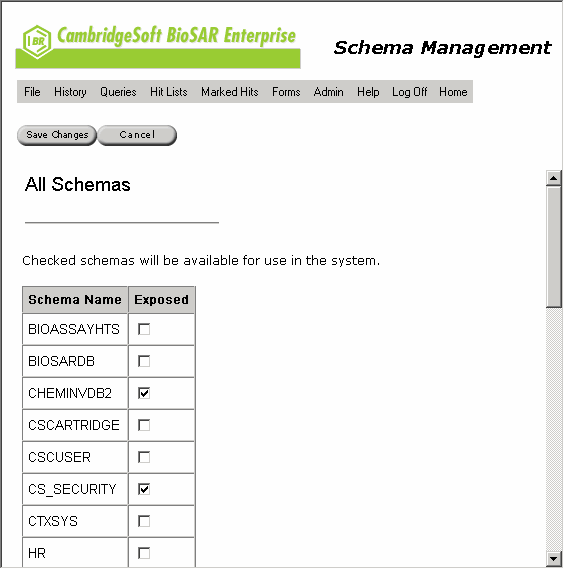 BR CambridgeSoft BioSAR Enterprise
Schema Management
File History Queries Hit Lists Marked Hits Forms Admin Help Log Off Home
Save Changes Cancel
All Schemas
Checked schemas will be available for use in the system.
Schema Name Exposed
BIOASSAYHTS
BIOSARDB
CHEMINVDB2
CSCARTRIDGE
CSCUSER
CS_SECURITY
CTXSYS
HR